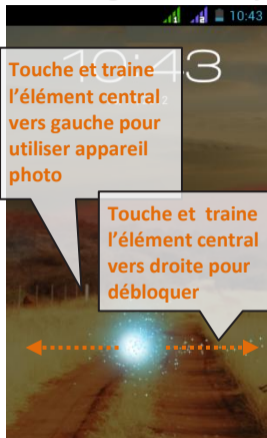 10:43
10:43
Touche et traine
l'élément central
vers gauche pour
utiliser appareil
photo
Touche et traine
l'élément central
vers droite pour
débloquer